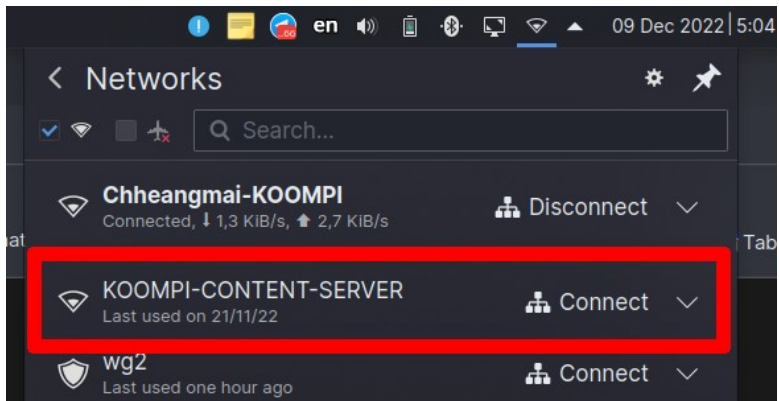 en 09 Dec 2022 5:04
Networks
Search...
Chheangmai-KOOMPI
Connected, ⬇ 1,3 KiB/s, ⬆ 2,7 KiB/s
Disconnect
KOOMPI-CONTENT-SERVER
Last used on 21/11/22
Connect
Tab
wg2
Last used one hour ago
Connect